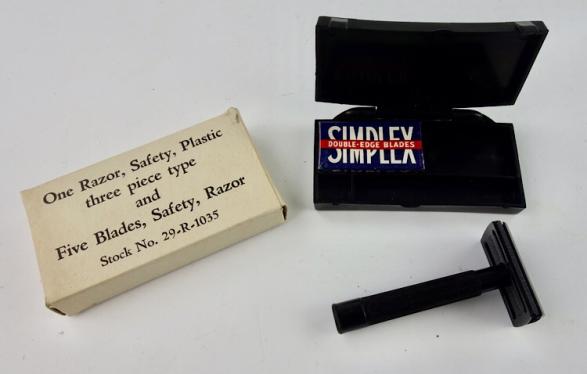 One Razor, Safety, Plastic
three piece type
and
Five Blades, Safety, Razor
Stock No. 29-R-1035
SIMPLEX
DOUBLE-EDGE BLADES
SIMPLEX